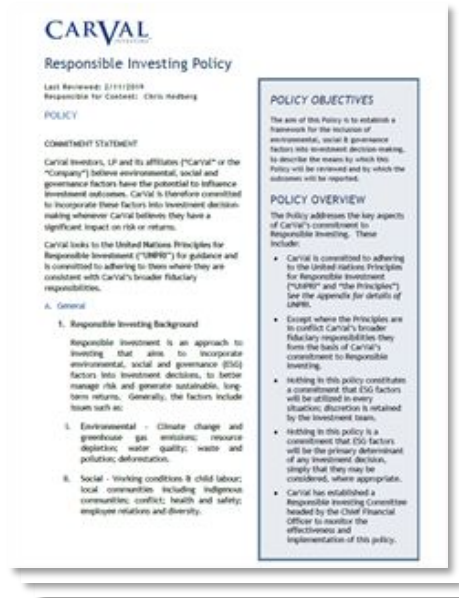 CARVAL
INVESTORS
Responsible Investing Policy
Last Reviewed: 2/11/2019
Responsible for Content: Chris Hedberg
POLICY
COMMITMENT STATEMENT
CarVal Investors, LP and its affiliates ("CarVal" or the
"Company") believe environmental, social and
governance factors have the potential to influence
investment outcomes. CarVal is therefore committed
to incorporate these factors into investment decision-
making whenever CarVal believes they have a
significant impact on risk or returns.
CarVal looks to the United Nations Principles for
Responsible Investment ("UNPRI") for guidance and
is committed to adhering to them where they are
consistent with CarVal's broader fiduciary
responsibilities.
A. General
1. Responsible Investing Background
Responsible investment is an approach to
investing that aims to incorporate
environmental, social and governance (ESG)
factors into investment decisions, to better
manage risk and generate sustainable, long-
term returns. Generally, the factors include
issues such as:
i. Environmental - Climate change and
greenhouse gas emissions; resource
depletion; water quality; waste and
pollution; deforestation.
ii. Social - Working conditions & child labour;
local communities including indigenous
communities; conflict; health and safety;
employee relations and diversity.
POLICY OBJECTIVES
The aim of this Policy is to establish a
framework for the inclusion of
environmental, social & governance
factors into investment decision-making,
to describe the means by which this
Policy will be reviewed and by which the
outcomes will be reported.
POLICY OVERVIEW
The Policy addresses the key aspects
of CarVal's commitment to
Responsible Investing. These
include:
• CarVal is committed to adhering
to the United Nations Principles
for Responsible Investment
("UNPRI" and "the Principles")
See the Appendix for details of
UNPRI.
• Except where the Principles are
in conflict CarVal's broader
fiduciary responsibilities they
form the basis of CarVal's
commitment to Responsible
Investing.
• Nothing in this policy constitutes
a commitment that ESG factors
will be utilized in every
situation; discretion is retained
by the investment team.
• Nothing in this policy is a
commitment that ESG factors
will be the primary determinant
of any investment decision,
simply that they may be
considered, where appropriate.
• CarVal has established a
Responsible Investing Committee
headed by the Chief Financial
Officer to monitor the
effectiveness and
implementation of this policy.